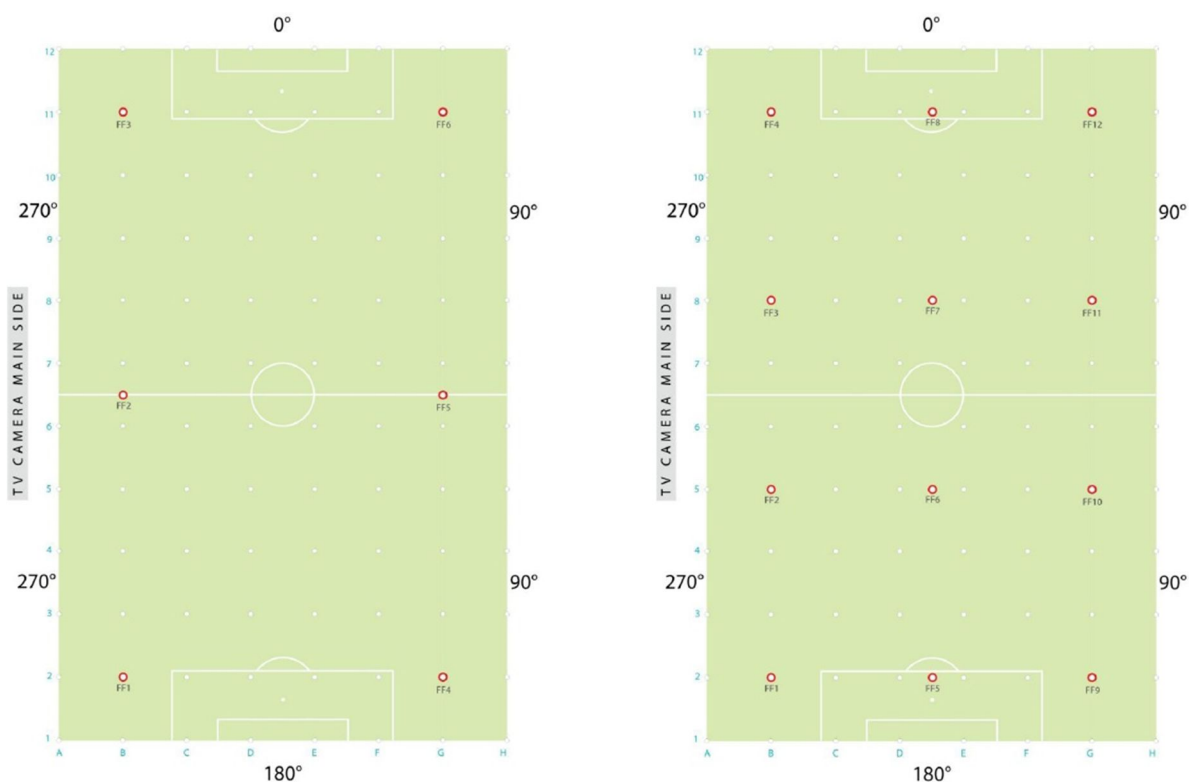 0°
12
11
FF3
FF6
10
270°
90°
9
8
7
TV CAMERA MAIN SIDE
FF2
FF5
6
5
4
270°
90°
3
2
FF1
FF4
1
A B C D E F G H
180°
0°
12
11
FF4
FF8
FF12
10
270°
90°
9
8
FF3
FF7
FF11
7
TV CAMERA MAIN SIDE
6
5
FF2
FF6
FF10
4
270°
90°
3
2
FF1
FF5
FF9
1
A B C D E F G H
180°